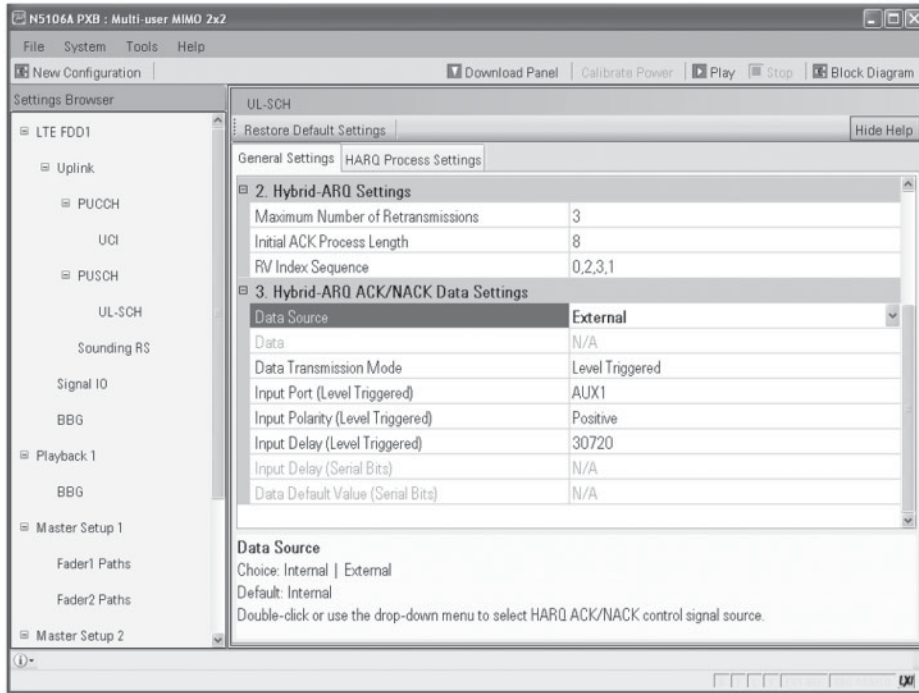 N5106A PXB : Multi-user MIMO 2x2
File System Tools Help
New Configuration Download Panel Calibrate Power Play Stop Block Diagram
Settings Browser
LTE FDD1
Uplink
PUCCH
UCI
PUSCH
UL-SCH
Sounding RS
Signal IO
BBG
Playback 1
BBG
Master Setup 1
Fader1 Paths
Fader2 Paths
Master Setup 2
UL-SCH
Restore Default Settings Hide Help
General Settings HARQ Process Settings
2. Hybrid-ARQ Settings
Maximum Number of Retransmissions 3
Initial ACK Process Length 8
RV Index Sequence 0,2,3,1
3. Hybrid-ARQ ACK/NACK Data Settings
Data Source External
Data N/A
Data Transmission Mode Level Triggered
Input Port (Level Triggered) AUX1
Input Polarity (Level Triggered) Positive
Input Delay (Level Triggered) 30720
Input Delay (Serial Bits) N/A
Data Default Value (Serial Bits) N/A
Data Source
Choice: Internal | External
Default: Internal
Double-click or use the drop-down menu to select HARQ ACK/NACK control signal source.
LXI